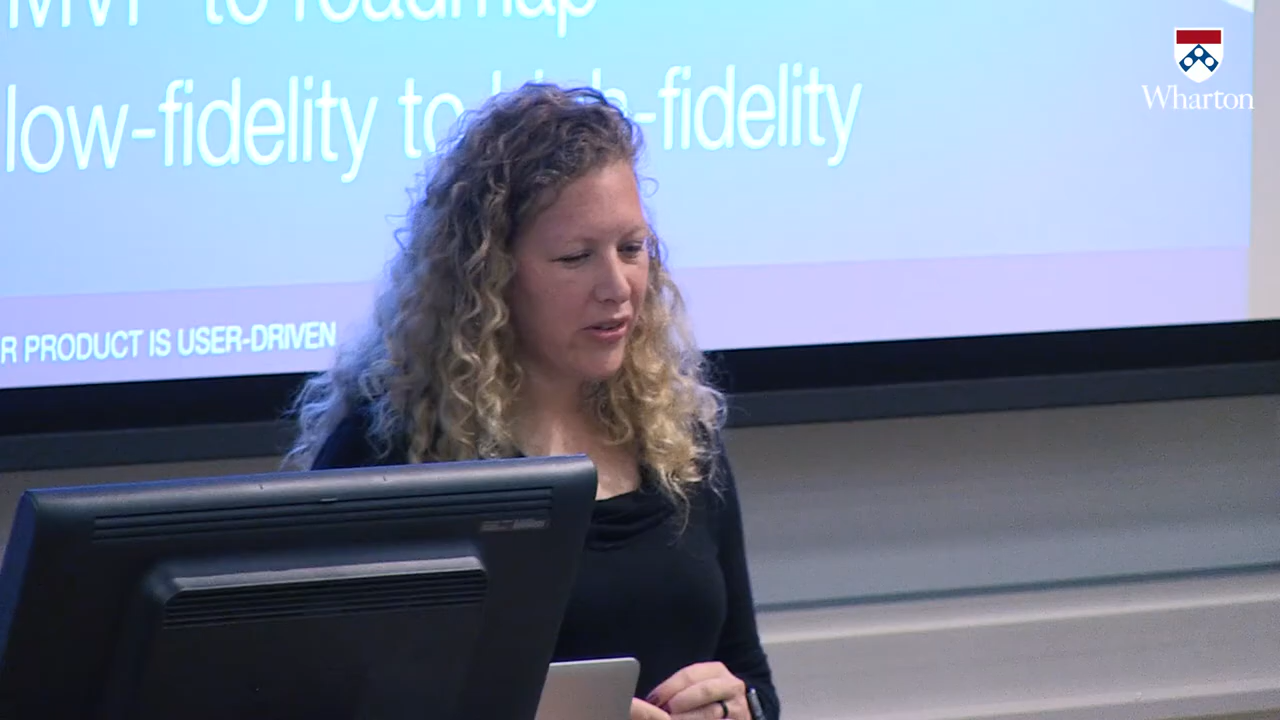 MVP to roadmap
low-fidelity to high-fidelity
R PRODUCT IS USER-DRIVEN
Wharton